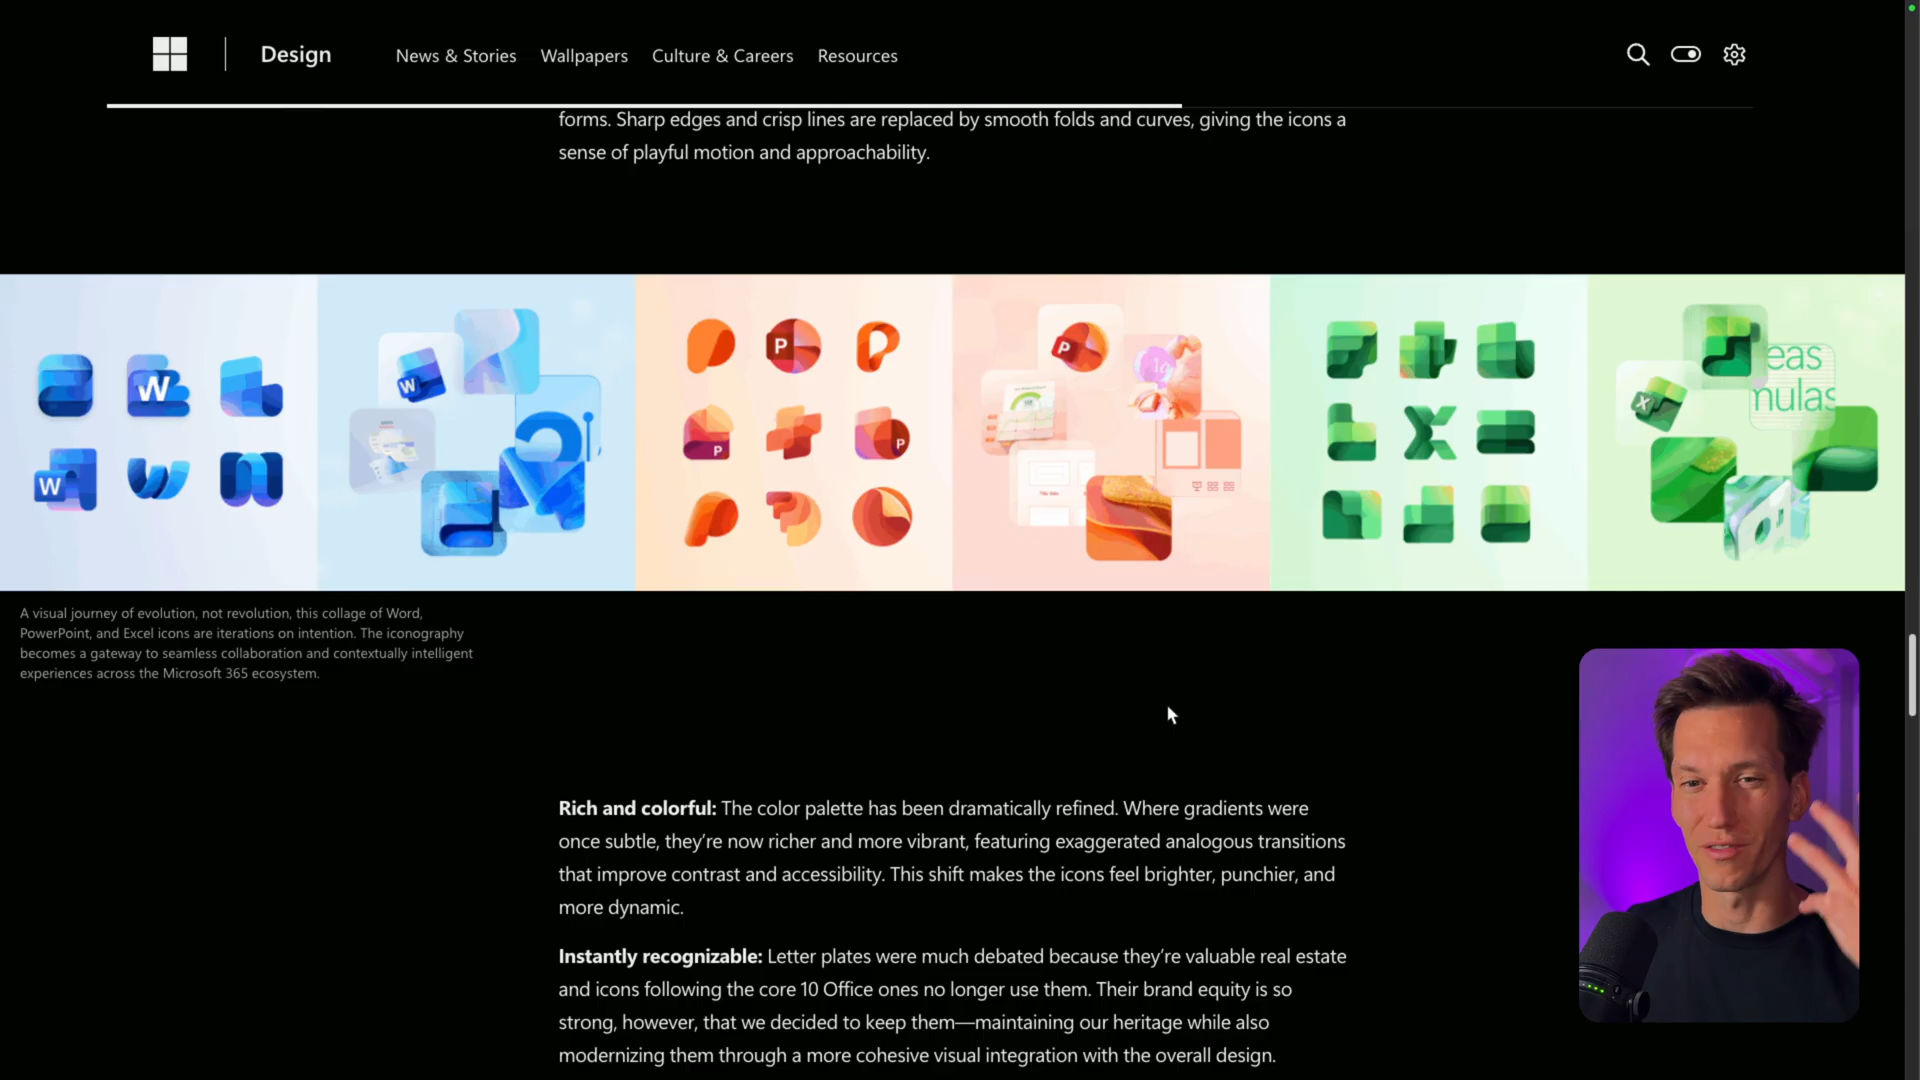 Design
News & Stories
Wallpapers
Culture & Careers
Resources
forms. Sharp edges and crisp lines are replaced by smooth folds and curves, giving the icons a
sense of playful motion and approachability.
W
W
W
P
P
P
P
X
eas
mulas
A visual journey of evolution, not revolution, this collage of Word,
PowerPoint, and Excel icons are iterations on intention. The iconography
becomes a gateway to seamless collaboration and contextually intelligent
experiences across the Microsoft 365 ecosystem.
Rich and colorful: The color palette has been dramatically refined. Where gradients were
once subtle, they’re now richer and more vibrant, featuring exaggerated analogous transitions
that improve contrast and accessibility. This shift makes the icons feel brighter, punchier, and
more dynamic.
Instantly recognizable: Letter plates were much debated because they’re valuable real estate
and icons following the core 10 Office ones no longer use them. Their brand equity is so
strong, however, that we decided to keep them—maintaining our heritage while also
modernizing them through a more cohesive visual integration with the overall design.